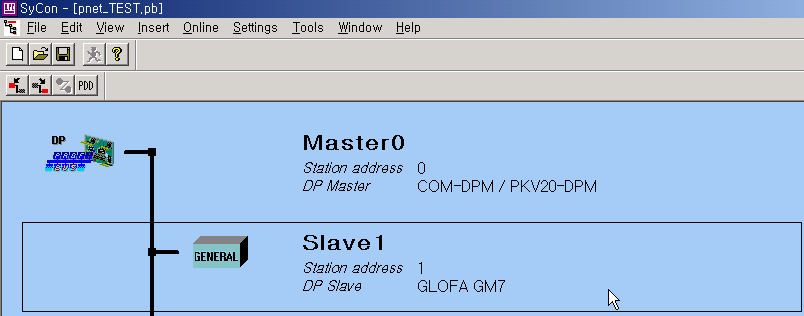 SyCon - [pnet_TEST.pb]
File Edit View Insert Online Settings Tools Window Help
PDD
DP
Master0
Station address 0
DP Master COM-DPM / PKV20-DPM
GENERAL
Slave1
Station address 1
DP Slave GLOFA GM7